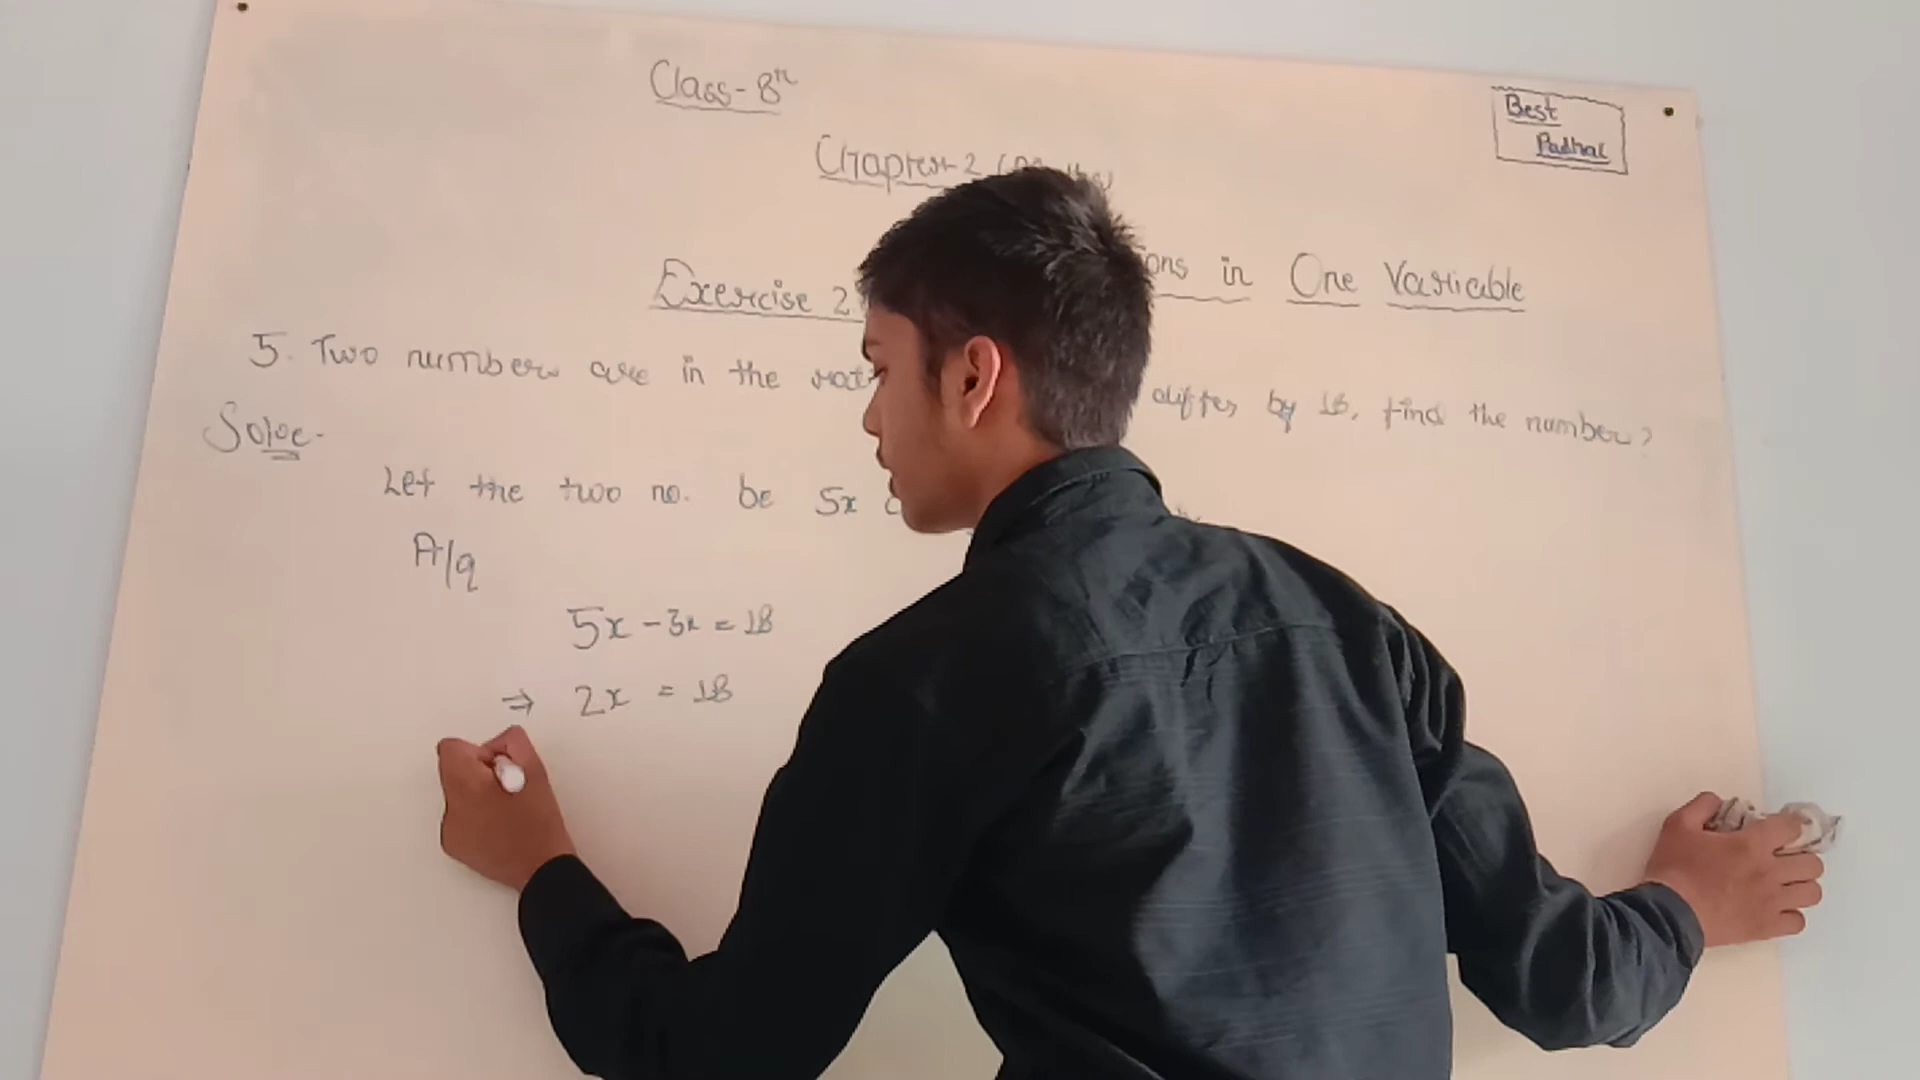 Class-8th
Best
Padhai
Chapter-2
Exercise 2. ons in One Variable
5. Two numbers are in the differ by 18, find the number?
Solve-
Let the two no. be 5x
A/q
5x - 3x = 18
⇒ 2x = 18